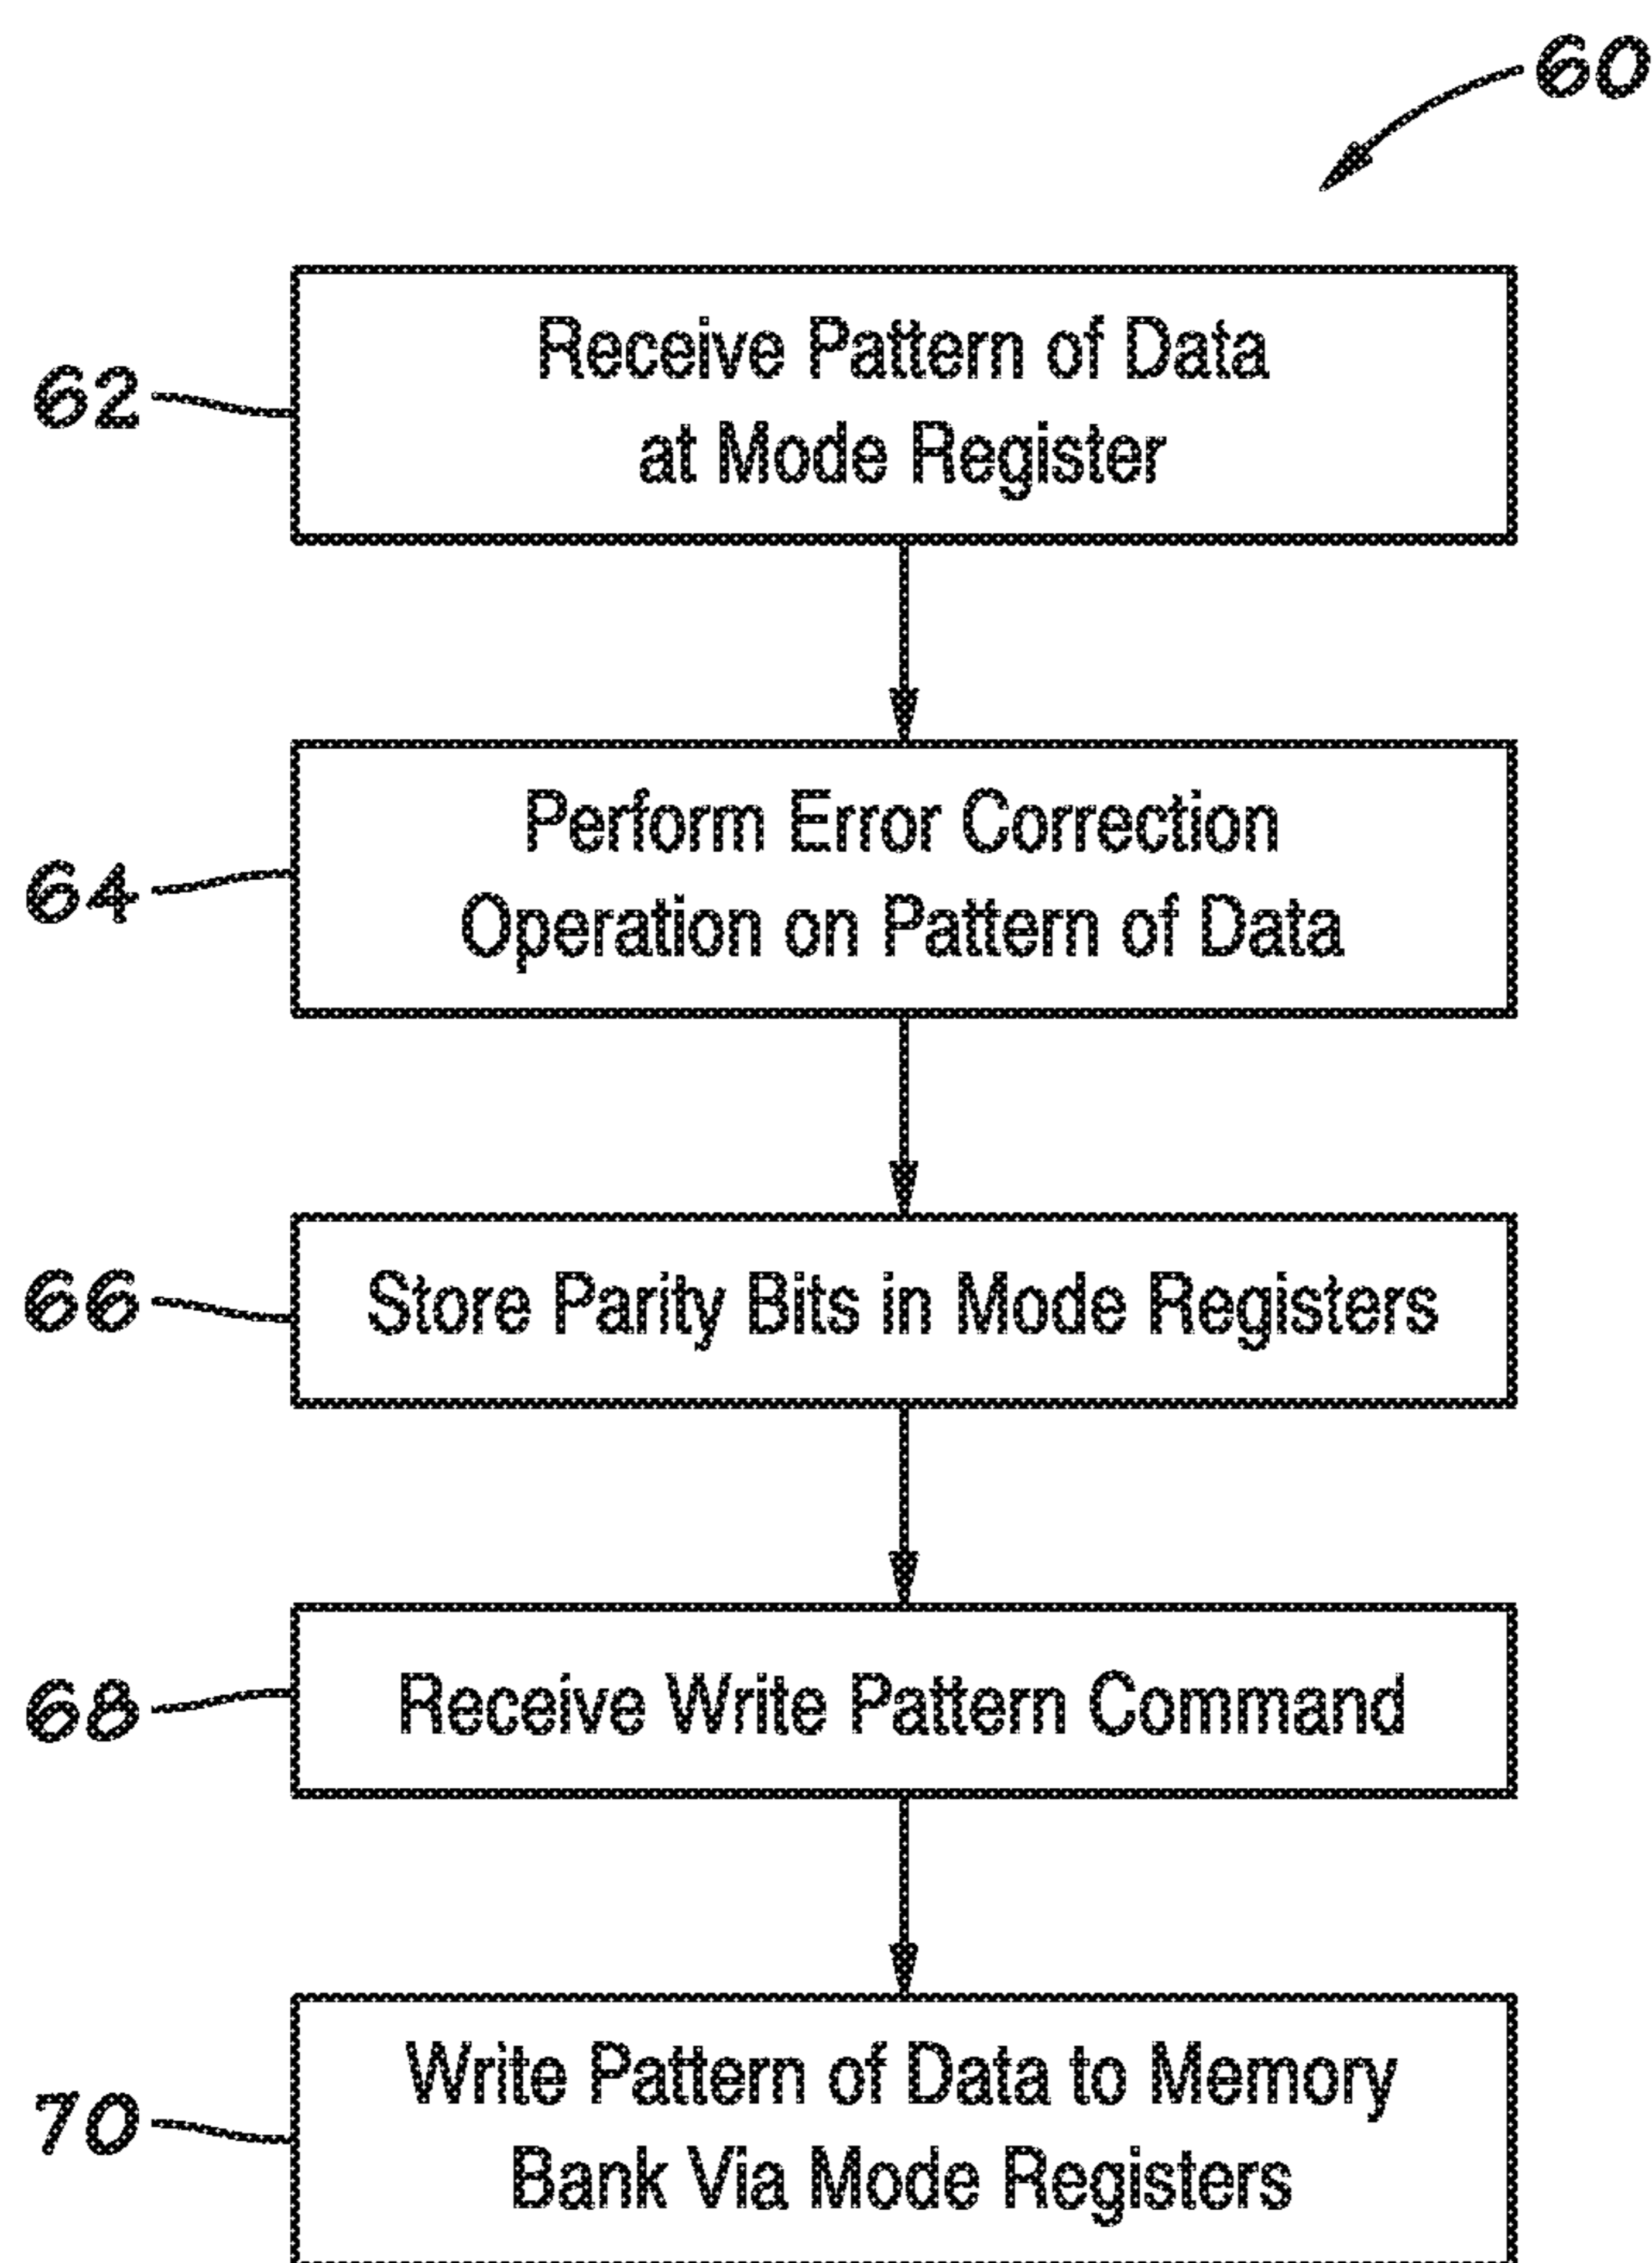 60
62
Receive Pattern of Data
at Mode Register
64
Perform Error Correction
Operation on Pattern of Data
66
Store Parity Bits in Mode Registers
68
Receive Write Pattern Command
70
Write Pattern of Data to Memory
Bank Via Mode Registers